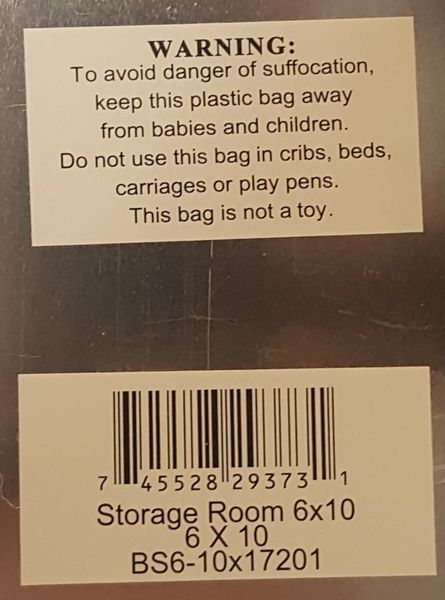 WARNING:
To avoid danger of suffocation,
keep this plastic bag away
from babies and children.
Do not use this bag in cribs, beds,
carriages or play pens.
This bag is not a toy.
7 45528 29373 1
Storage Room 6x10
6 X 10
BS6-10x17201